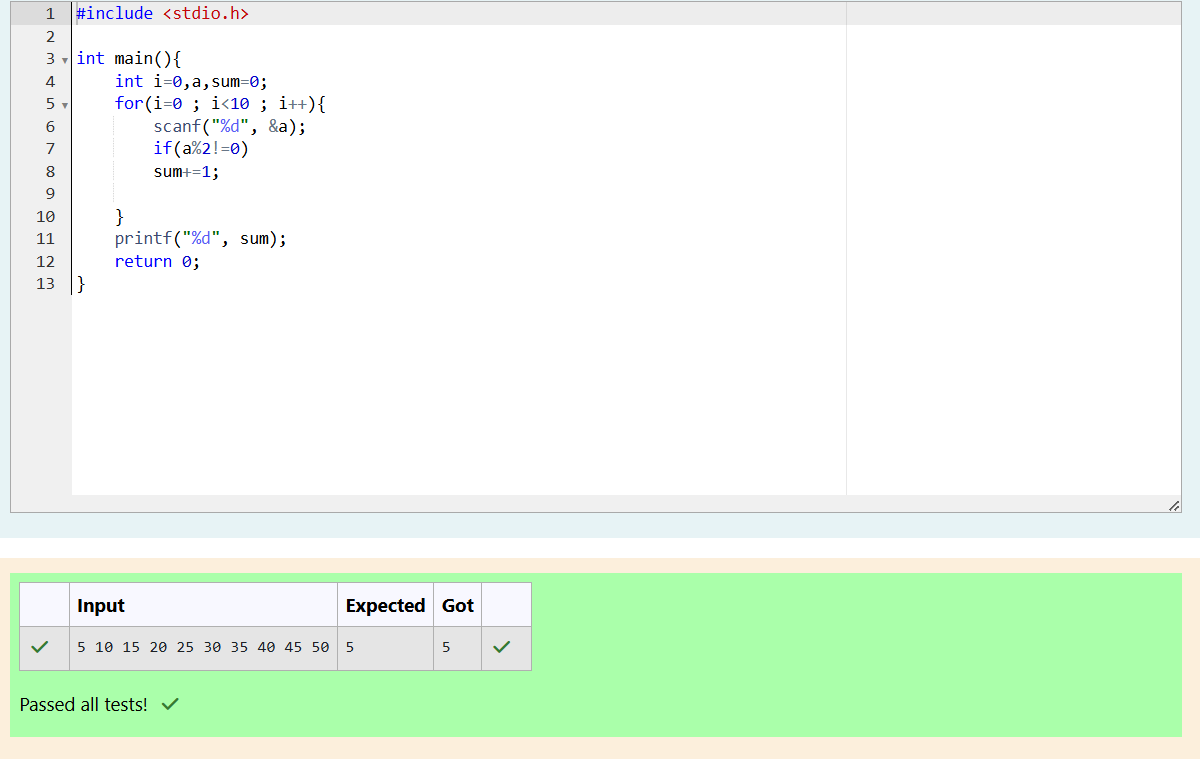 1 #include <stdio.h>
2
3 int main(){
4     int i=0,a,sum=0;
5     for(i=0 ; i<10 ; i++){
6         scanf("%d", &a);
7         if(a%2!=0)
8         sum+=1;
9
10     }
11     printf("%d", sum);
12     return 0;
13 }
Input Expected Got
5 10 15 20 25 30 35 40 45 50 5 5
Passed all tests!